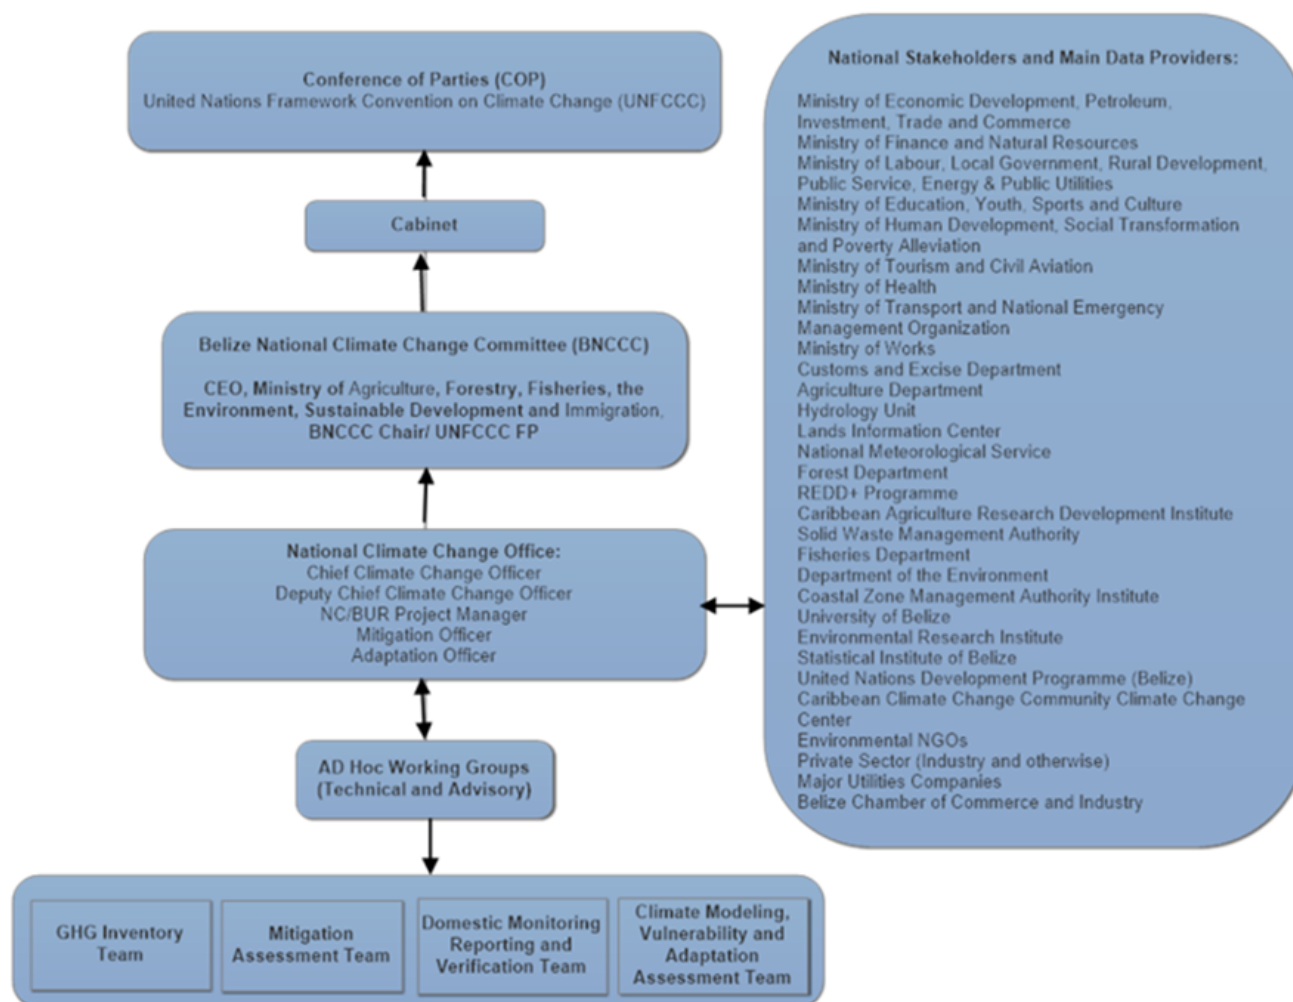 Conference of Parties (COP)
United Nations Framework Convention on Climate Change (UNFCCC)
Cabinet
Belize National Climate Change Committee (BNCCC)
CEO, Ministry of Agriculture, Forestry, Fisheries, the
Environment, Sustainable Development and Immigration,
BNCCC Chair/ UNFCCC FP
National Climate Change Office:
Chief Climate Change Officer
Deputy Chief Climate Change Officer
NC/BUR Project Manager
Mitigation Officer
Adaptation Officer
AD Hoc Working Groups
(Technical and Advisory)
GHG Inventory
Team
Mitigation
Assessment Team
Domestic Monitoring
Reporting and
Verification Team
Climate Modeling,
Vulnerability and
Adaptation
Assessment Team
National Stakeholders and Main Data Providers:
Ministry of Economic Development, Petroleum,
Investment, Trade and Commerce
Ministry of Finance and Natural Resources
Ministry of Labour, Local Government, Rural Development,
Public Service, Energy & Public Utilities
Ministry of Education, Youth, Sports and Culture
Ministry of Human Development, Social Transformation
and Poverty Alleviation
Ministry of Tourism and Civil Aviation
Ministry of Health
Ministry of Transport and National Emergency
Management Organization
Ministry of Works
Customs and Excise Department
Agriculture Department
Hydrology Unit
Lands Information Center
National Meteorological Service
Forest Department
REDD+ Programme
Caribbean Agriculture Research Development Institute
Solid Waste Management Authority
Fisheries Department
Department of the Environment
Coastal Zone Management Authority Institute
University of Belize
Environmental Research Institute
Statistical Institute of Belize
United Nations Development Programme (Belize)
Caribbean Climate Change Community Climate Change
Center
Environmental NGOs
Private Sector (Industry and otherwise)
Major Utilities Companies
Belize Chamber of Commerce and Industry